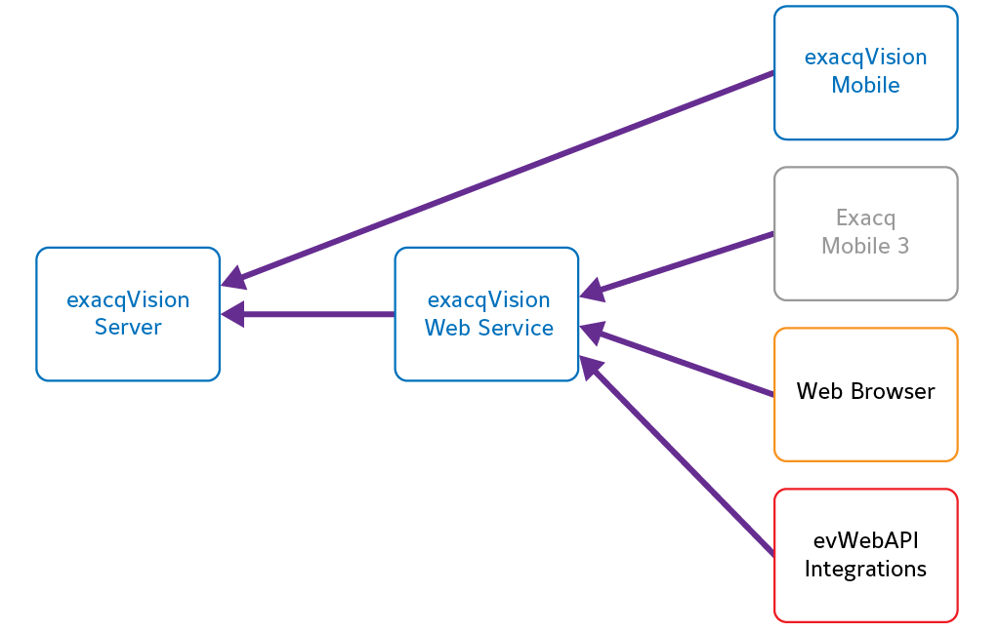 exacqVision
Mobile
Exacq
Mobile 3
exacqVision
Server
exacqVision
Web Service
Web Browser
evWebAPI
Integrations